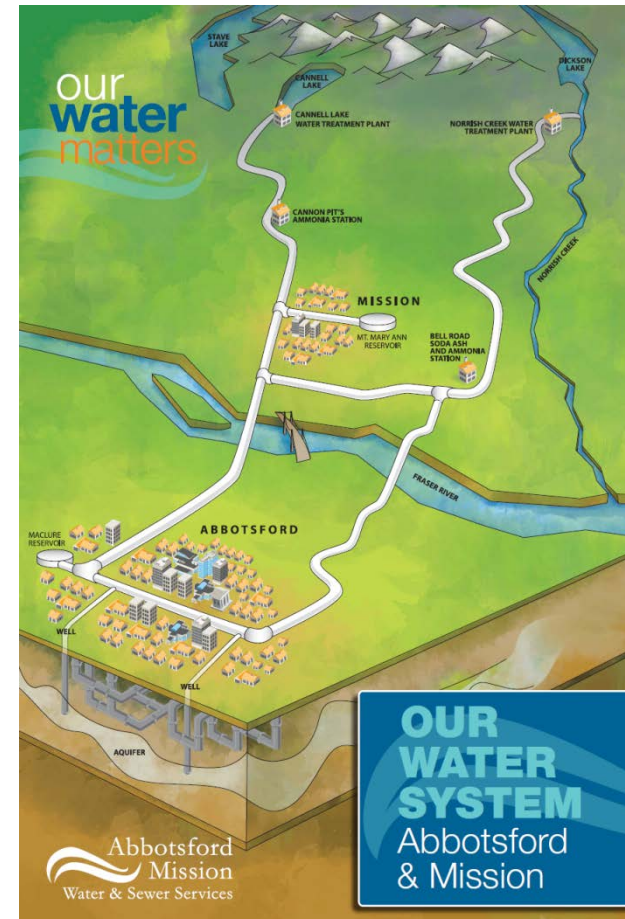 STAVE
LAKE
DICKSON
LAKE
our
water
matters
CANNELL
LAKE
CANNELL LAKE
WATER TREATMENT PLANT
NORRISH CREEK WATER
TREATMENT PLANT
CANNON PIT'S
AMMONIA STATION
NORRISH CREEK
MISSION
MT. MARY ANN
RESERVOIR
BELL ROAD
SODA ASH
AND AMMONIA
STATION
FRASER RIVER
ABBOTSFORD
MACLURE
RESERVOIR
WELL
WELL
AQUIFER
OUR
WATER
SYSTEM
Abbotsford
& Mission
Abbotsford
Mission
Water & Sewer Services